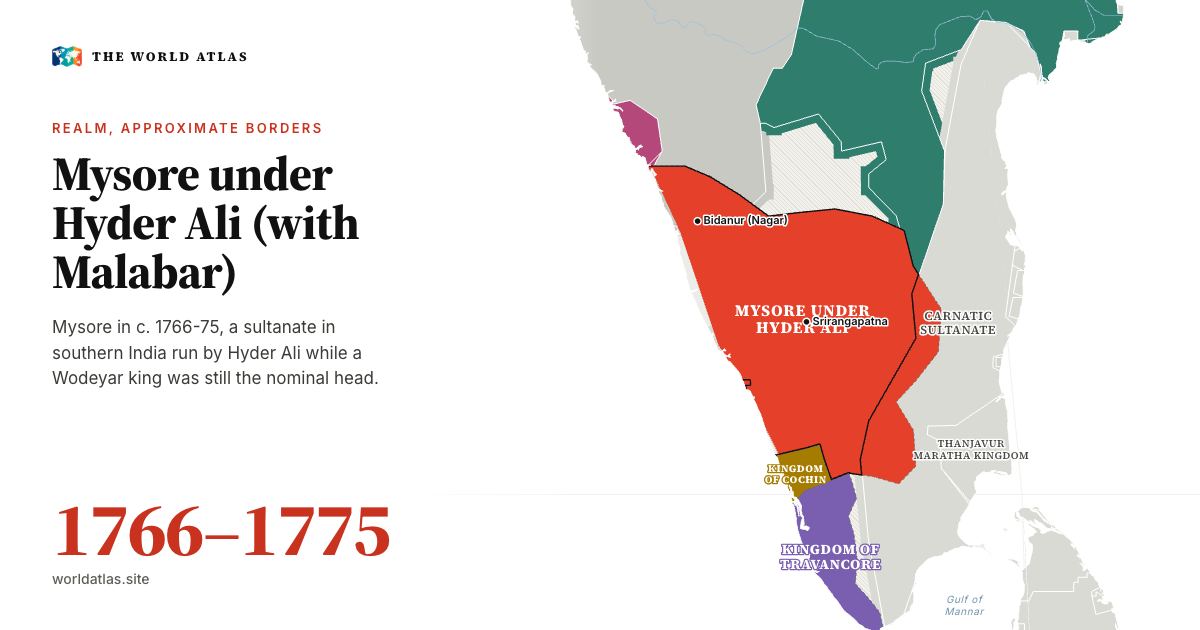 THE WORLD ATLAS
REALM, APPROXIMATE BORDERS
Mysore under
Hyder Ali (with
Malabar)
Mysore in c. 1766-75, a sultanate in
southern India run by Hyder Ali while a
Wodeyar king was still the nominal head.
1766–1775
worldatlas.site
Bidanur (Nagar)
MYSORE UNDER
HYDER ALI
Srirangapatna
CARNATIC
SULTANATE
THANJAVUR
MARATHA KINGDOM
KINGDOM
OF COCHIN
KINGDOM OF
TRAVANCORE
Gulf of
Mannar